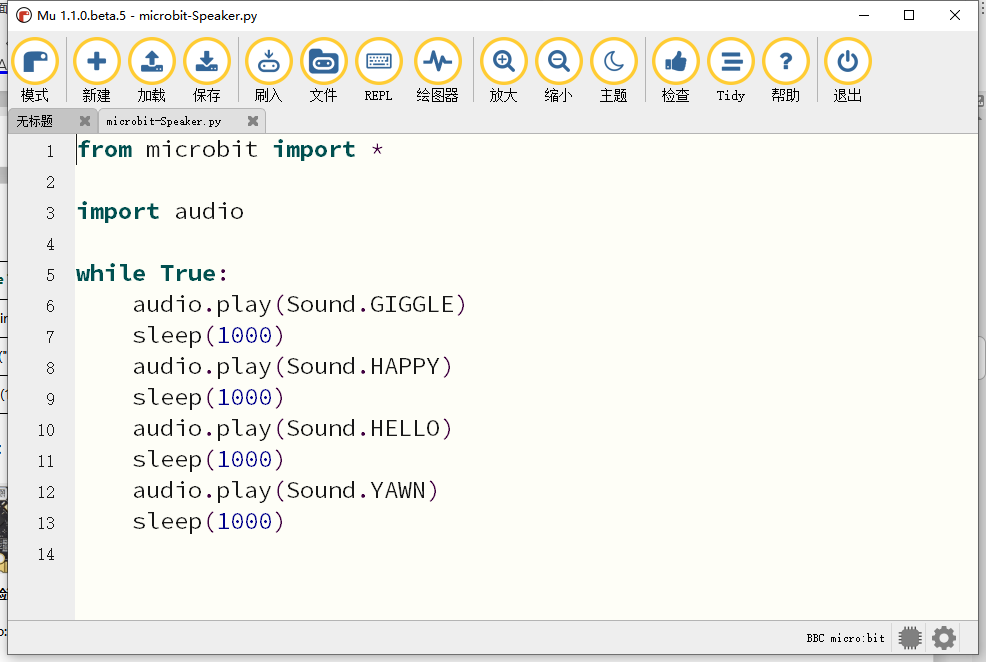 Mu 1.1.0.beta.5 - microbit-Speaker.py
模式 新建 加载 保存 刷入 文件 REPL 绘图器 放大 缩小 主题 检查 Tidy 帮助 退出
无标题 microbit-Speaker.py
1 from microbit import *
2
3 import audio
4
5 while True:
6 audio.play(Sound.GIGGLE)
7 sleep(1000)
8 audio.play(Sound.HAPPY)
9 sleep(1000)
10 audio.play(Sound.HELLO)
11 sleep(1000)
12 audio.play(Sound.YAWN)
13 sleep(1000)
14
BBC micro:bit